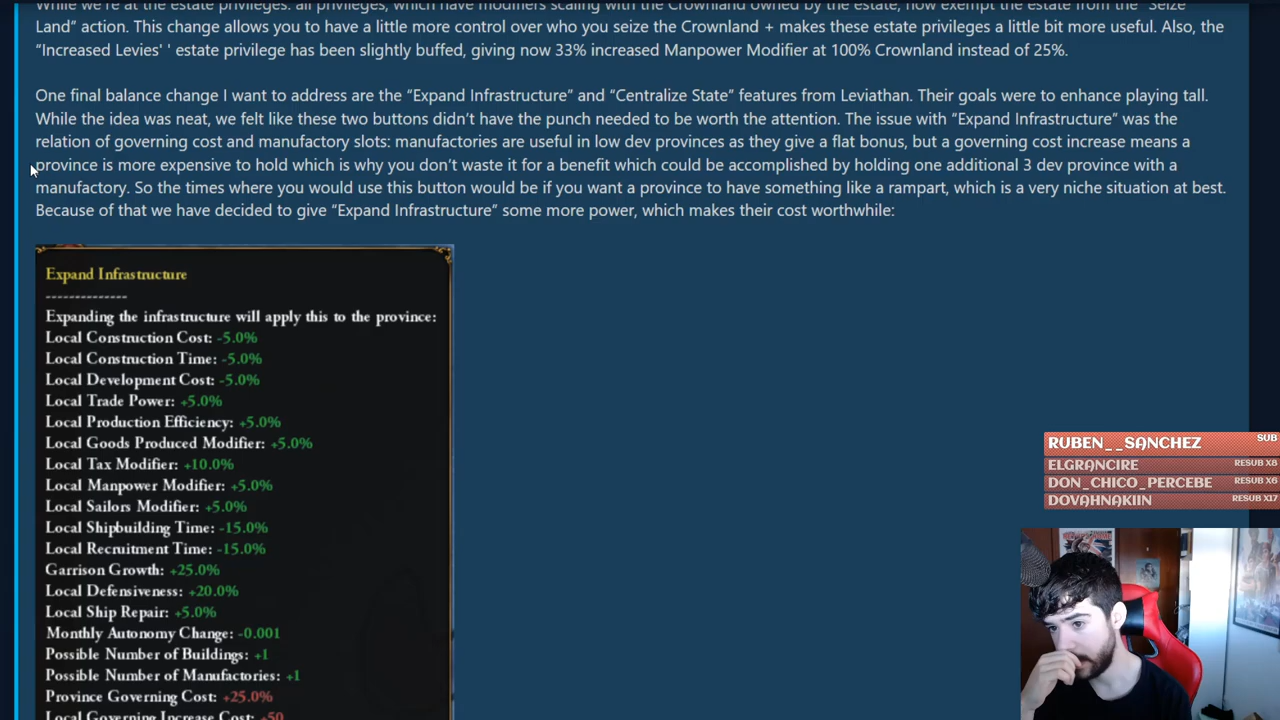 While we're at the estate privileges: all privileges, which have modifiers scaling with the Crownland owned by the estate, now exempt the estate from the "Seize
Land" action. This change allows you to have a little more control over who you seize the Crownland + makes these estate privileges a little bit more useful. Also, the
"Increased Levies' ' estate privilege has been slightly buffed, giving now 33% increased Manpower Modifier at 100% Crownland instead of 25%.
One final balance change I want to address are the "Expand Infrastructure" and "Centralize State" features from Leviathan. Their goals were to enhance playing tall.
While the idea was neat, we felt like these two buttons didn't have the punch needed to be worth the attention. The issue with "Expand Infrastructure" was the
relation of governing cost and manufactory slots: manufactories are useful in low dev provinces as they give a flat bonus, but a governing cost increase means a
province is more expensive to hold which is why you don't waste it for a benefit which could be accomplished by holding one additional 3 dev province with a
manufactory. So the times where you would use this button would be if you want a province to have something like a rampart, which is a very niche situation at best.
Because of that we have decided to give "Expand Infrastructure" some more power, which makes their cost worthwhile:
Expand Infrastructure
--------------
Expanding the infrastructure will apply this to the province:
Local Construction Cost: -5.0%
Local Construction Time: -5.0%
Local Development Cost: -5.0%
Local Trade Power: +5.0%
Local Production Efficiency: +5.0%
Local Goods Produced Modifier: +5.0%
Local Tax Modifier: +10.0%
Local Manpower Modifier: +5.0%
Local Sailors Modifier: +5.0%
Local Shipbuilding Time: -15.0%
Local Recruitment Time: -15.0%
Garrison Growth: +25.0%
Local Defensiveness: +20.0%
Local Ship Repair: +5.0%
Monthly Autonomy Change: -0.001
Possible Number of Buildings: +1
Possible Number of Manufactories: +1
Province Governing Cost: +25.0%
Local Governing Increase Cost: +50
RUBEN__SANCHEZ SUB
ELGRANCIRE RESUB X8
DON_CHICO_PERCEBE RESUB X6
DOVAHNAKIIN RESUB X17